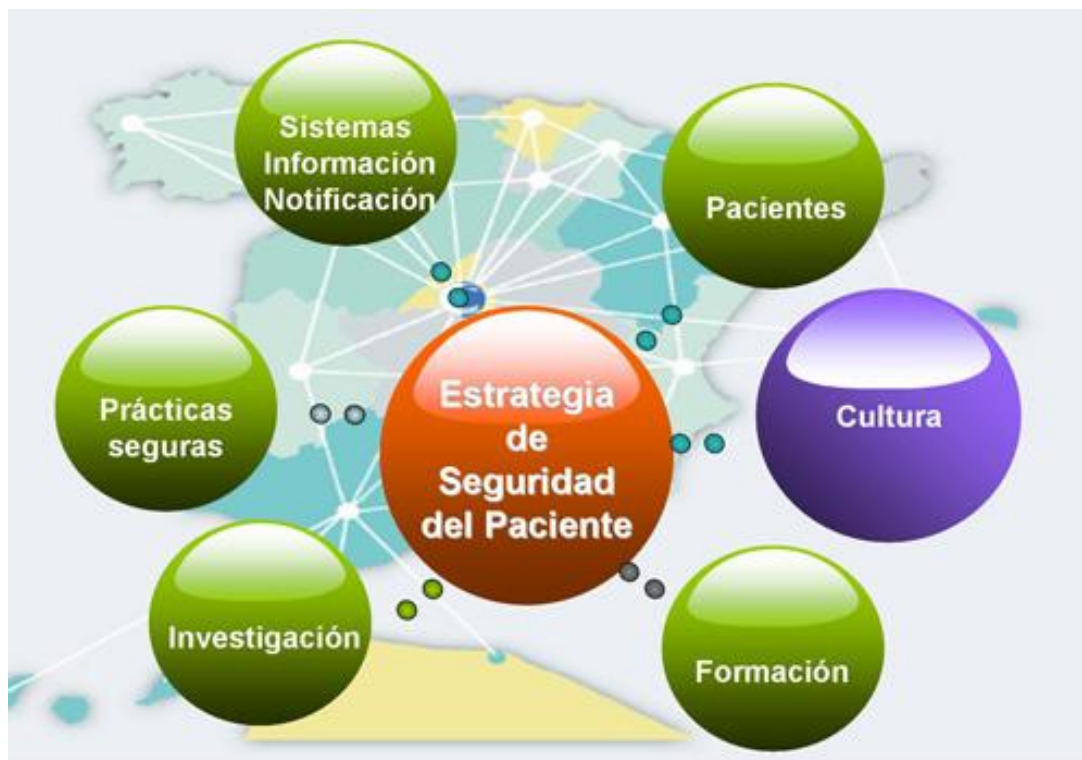 Sistemas
Información
Notificación
Pacientes
Prácticas
seguras
Estrategia
de
Seguridad
del Paciente
Cultura
Investigación
Formación